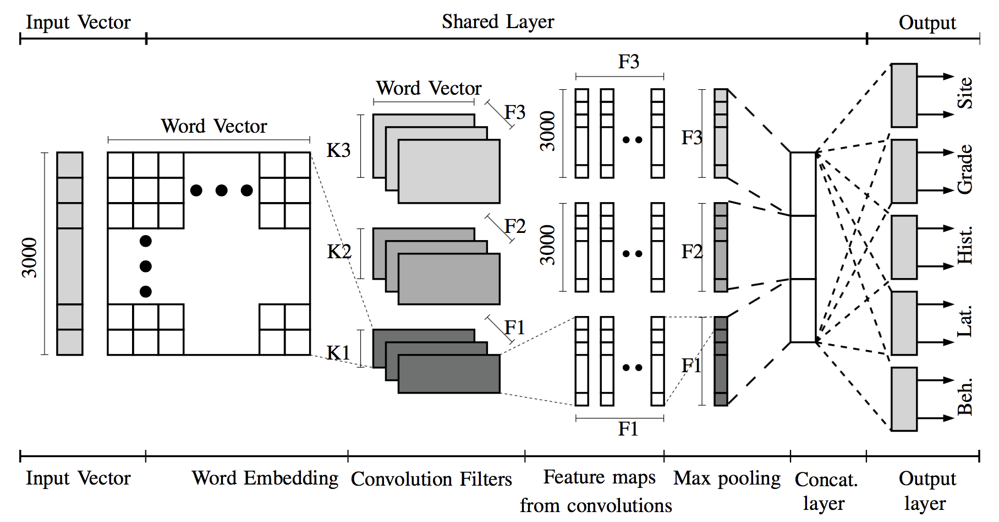 Input Vector
Shared Layer
Output
F3
Word Vector
F3
Word Vector
K3
3000
F3
Site
Grade
3000
K2
F2
3000
F2
Hist.
K1
F1
F1
F1
Lat.
Beh.
Input Vector
Word Embedding
Convolution Filters
Feature maps
from convolutions
Max pooling
Concat.
layer
Output
layer